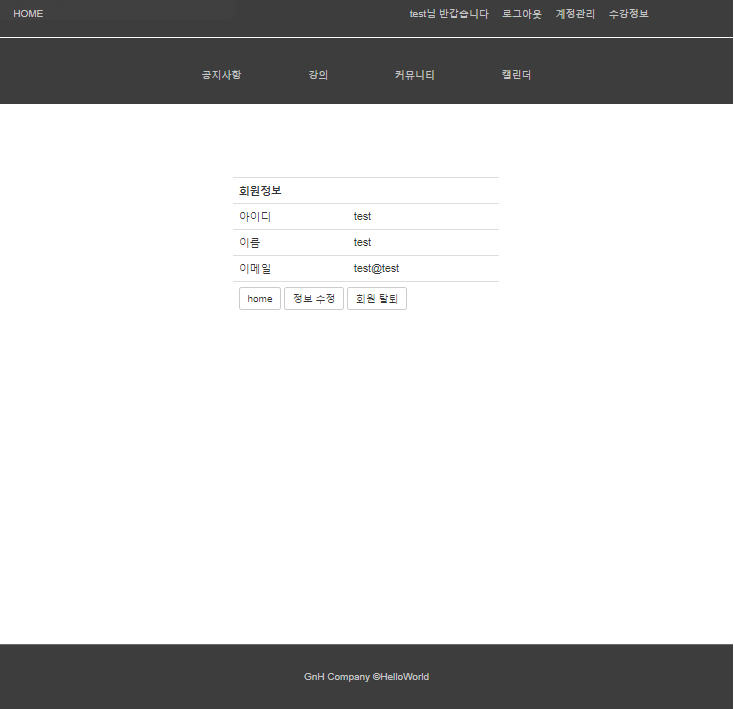 HOME test님 반갑습니다 로그아웃 계정관리 수강정보
공지사항 강의 커뮤니티 캘린더
회원정보
아이디 test
이름 test
이메일 test@test
home 정보 수정 회원 탈퇴
GnH Company ©HelloWorld